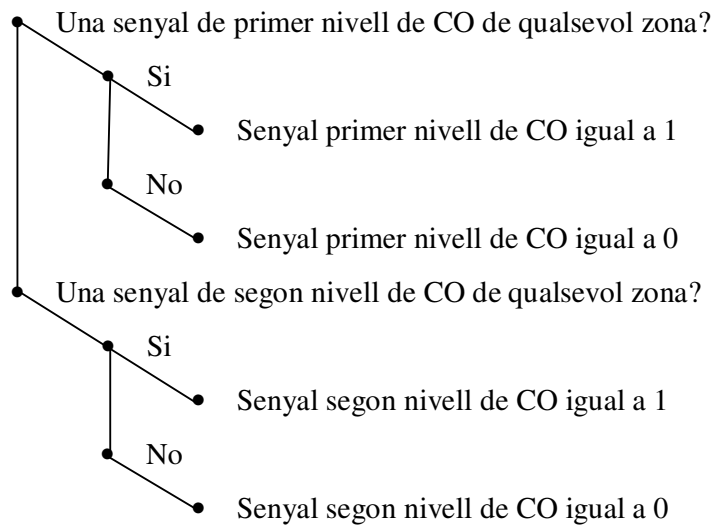 Una senyal de primer nivell de CO de qualsevol zona?
Si
Senyal primer nivell de CO igual a 1
No
Senyal primer nivell de CO igual a 0
Una senyal de segon nivell de CO de qualsevol zona?
Si
Senyal segon nivell de CO igual a 1
No
Senyal segon nivell de CO igual a 0